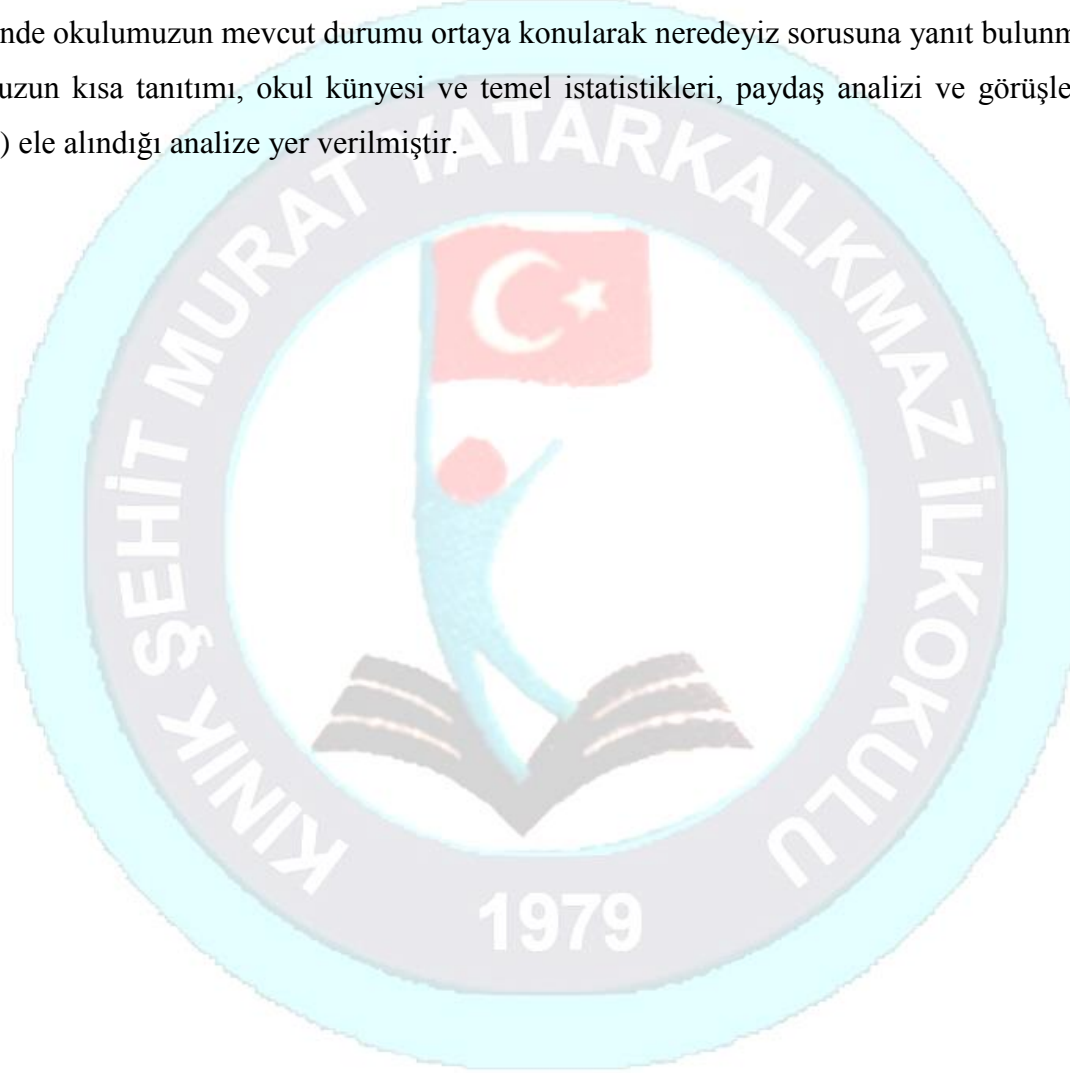 nde okulumuzun mevcut durumu ortaya konularak neredeyiz sorusuna yanıt bulunm
uzun kısa tanıtımı, okul künyesi ve temel istatistikleri, paydaş analizi ve görüşle
) ele alındığı analize yer verilmiştir.
KINIK ŞEHİT MURAT YATARKALKMAZ İLKOKULU
1979